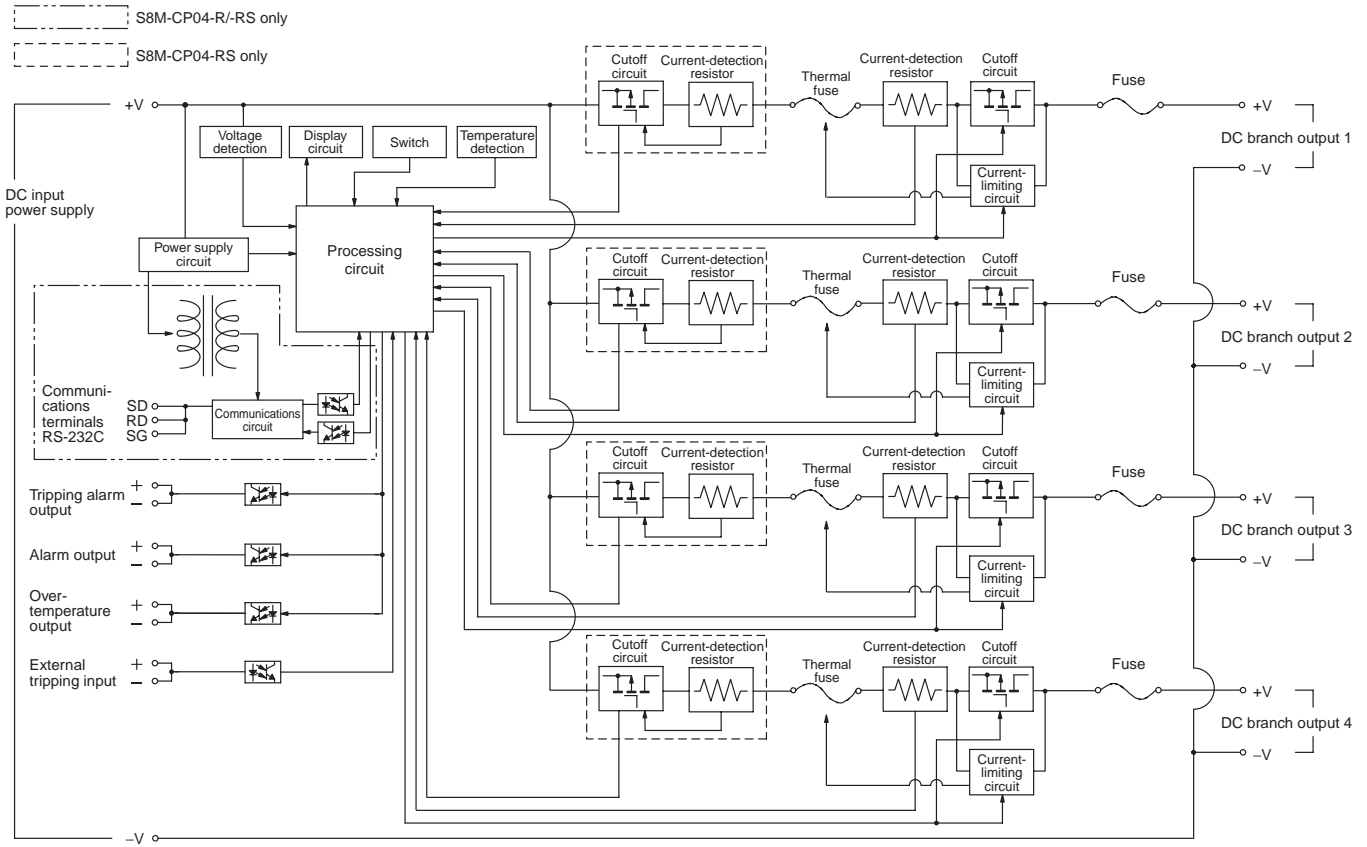 S8M-CP04-R/-RS only
S8M-CP04-RS only
+V
DC input
power supply
−V
Voltage
detection
Display
circuit
Switch
Temperature
detection
Processing
circuit
Power supply
circuit
Communi-
cations
terminals
RS-232C
SD
RD
SG
Communications
circuit
Tripping alarm
output
+
−
Alarm output
+
−
Over-
temperature
output
+
−
External
tripping input
+
−
Cutoff
circuit
Current-detection
resistor
Thermal
fuse
Current-detection
resistor
Cutoff
circuit
Current-
limiting
circuit
Fuse
+V
DC branch output 1
−V
Cutoff
circuit
Current-detection
resistor
Thermal
fuse
Current-detection
resistor
Cutoff
circuit
Current-
limiting
circuit
Fuse
+V
DC branch output 2
−V
Cutoff
circuit
Current-detection
resistor
Thermal
fuse
Current-detection
resistor
Cutoff
circuit
Current-
limiting
circuit
Fuse
+V
DC branch output 3
−V
Cutoff
circuit
Current-detection
resistor
Thermal
fuse
Current-detection
resistor
Cutoff
circuit
Current-
limiting
circuit
Fuse
+V
DC branch output 4
−V